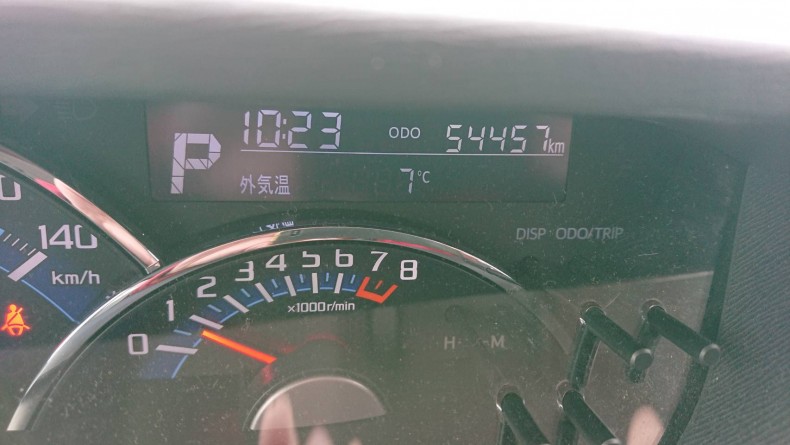 10:23 ODO 54457km
P
外気温 7℃
DISP ODO/TRIP
140
km/h
0 1 2 3 4 5 6 7 8
×1000r/min